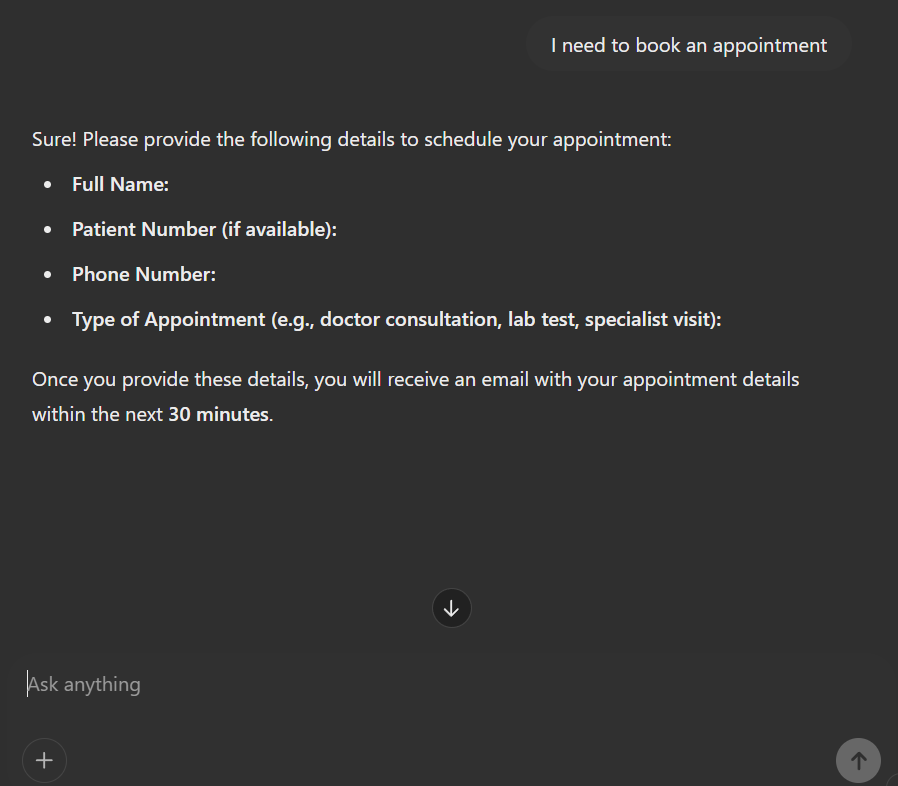 I need to book an appointment
Sure! Please provide the following details to schedule your appointment:
Full Name:
Patient Number (if available):
Phone Number:
Type of Appointment (e.g., doctor consultation, lab test, specialist visit):
Once you provide these details, you will receive an email with your appointment details
within the next 30 minutes.
Ask anything